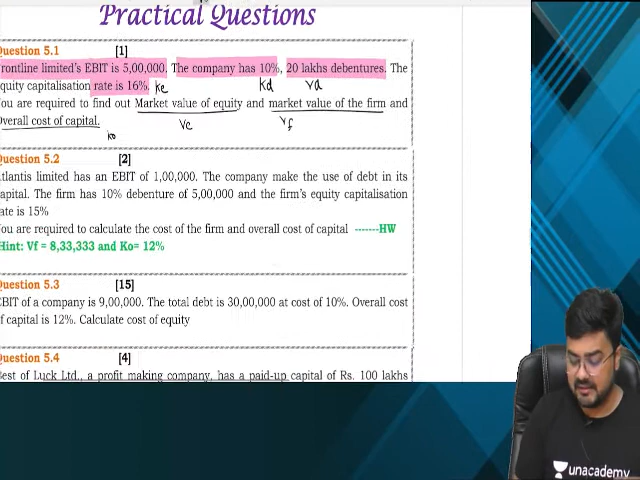 Practical Questions
Question 5.1 [1]
rontline limited's EBIT is 5,00,000. The company has 10%, 20 lakhs debentures. The
quity capitalisation rate is 16%. ke kd
ou are required to find out Market value of equity and market value of the firm and
verall cost of capital.
ko Vf
Question 5.2 [2]
tlantis limited has an EBIT of 1,00,000. The company make the use of debt in its
apital. The firm has 10% debenture of 5,00,000 and the firm's equity capitalisation
ate is 15%
ou are required to calculate the cost of the firm and overall cost of capital -------HW
Hint: Vf = 8,33,333 and Ko= 12%
Question 5.3 [15]
EBIT of a company is 9,00,000. The total debt is 30,00,000 at cost of 10%. Overall cost
f capital is 12%. Calculate cost of equity
Question 5.4 [4]
est of Luck Ltd., a profit making company, has a paid-up capital of Rs. 100 lakhs
unacademy